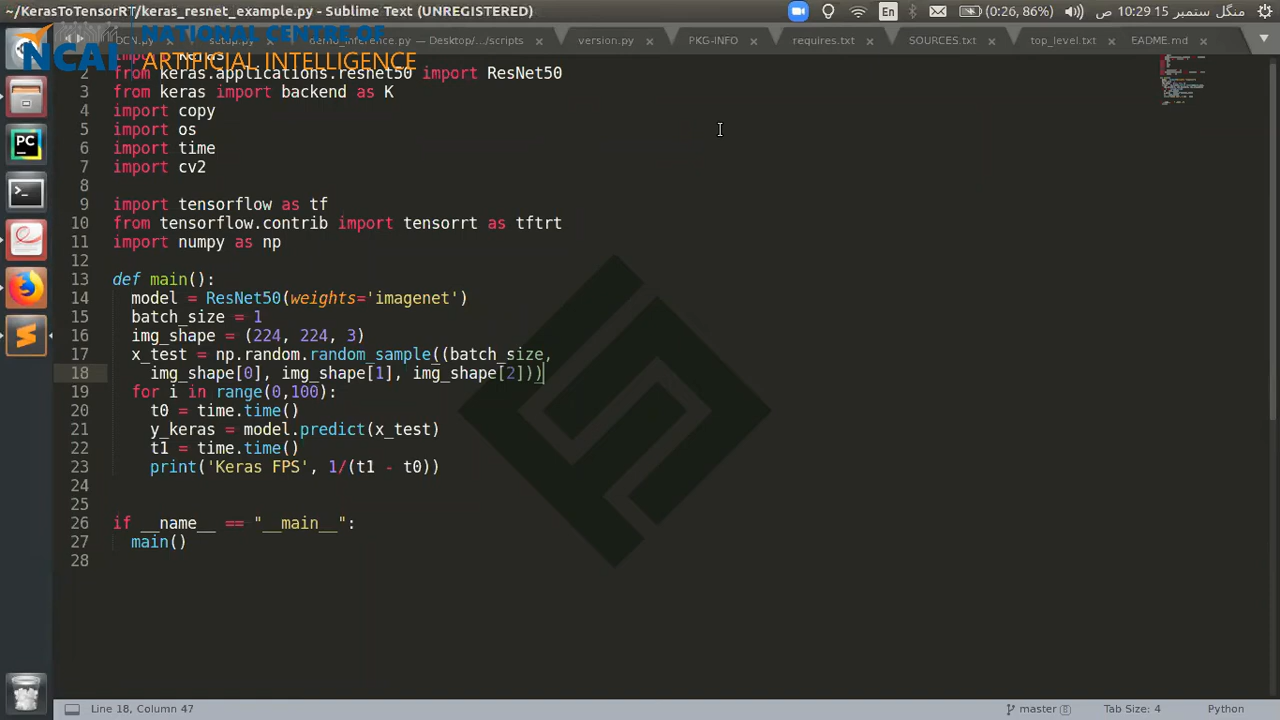 ~/KerasToTensorRT/keras_resnet_example.py - Sublime Text (UNREGISTERED)
En
(0:26, 86%)
منگل ستمبر 15 10:29 ص
NCAI
NATIONAL CENTRE OF
ARTIFICIAL INTELLIGENCE
setup.py
demo_inference.py — Desktop/.../scripts
version.py
PKG-INFO
requires.txt
SOURCES.txt
top_level.txt
EADME.md
import keras
2 from keras.applications.resnet50 import ResNet50
3 from keras import backend as K
4 import copy
5 import os
6 import time
7 import cv2
8
9 import tensorflow as tf
10 from tensorflow.contrib import tensorrt as tftrt
11 import numpy as np
12
13 def main():
14 model = ResNet50(weights='imagenet')
15 batch_size = 1
16 img_shape = (224, 224, 3)
17 x_test = np.random.random_sample((batch_size,
18 img_shape[0], img_shape[1], img_shape[2]))
19 for i in range(0,100):
20 t0 = time.time()
21 y_keras = model.predict(x_test)
22 t1 = time.time()
23 print('Keras FPS', 1/(t1 - t0))
24
25
26 if __name__ == "__main__":
27 main()
28
PC
Line 18, Column 47
master
8
Tab Size: 4
Python